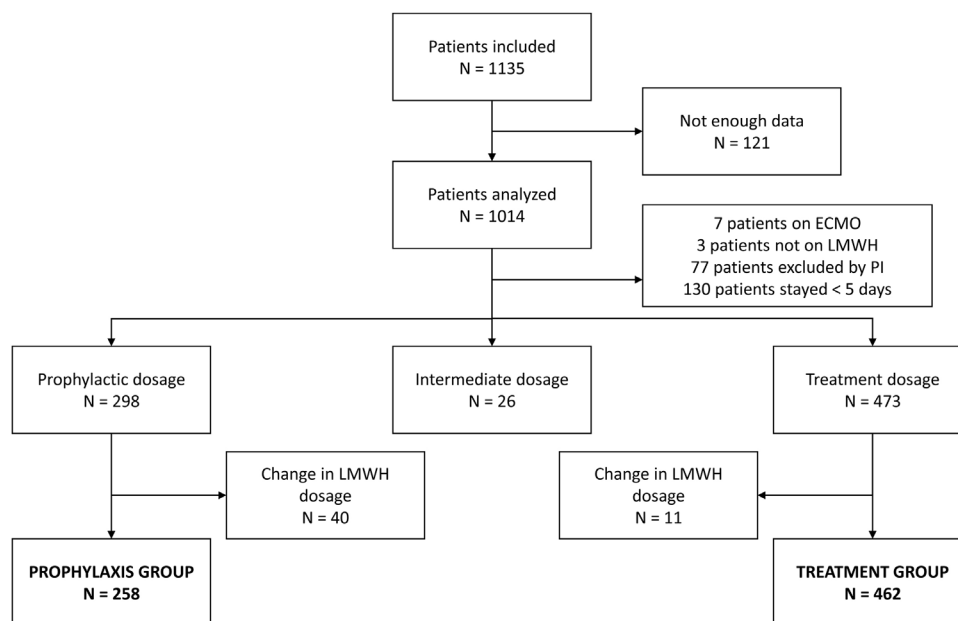 Patients included
N = 1135
Not enough data
N = 121
Patients analyzed
N = 1014
7 patients on ECMO
3 patients not on LMWH
77 patients excluded by PI
130 patients stayed < 5 days
Prophylactic dosage
N = 298
Intermediate dosage
N = 26
Treatment dosage
N = 473
Change in LMWH
dosage
N = 40
Change in LMWH
dosage
N = 11
PROPHYLAXIS GROUP
N = 258
TREATMENT GROUP
N = 462